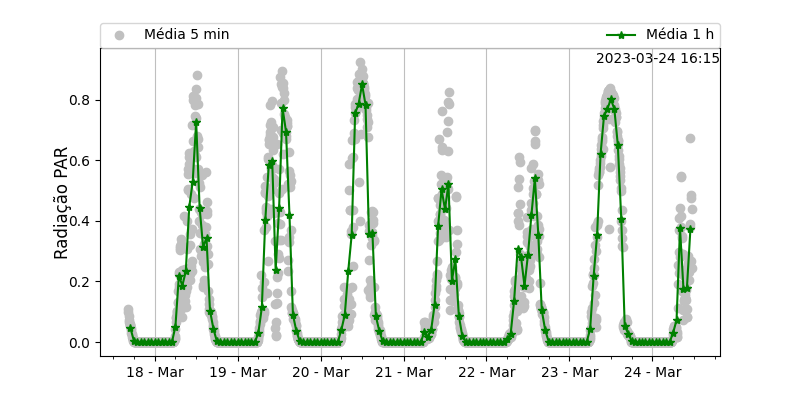 Média 5 min
Média 1 h
2023-03-24 16:15
Radiação PAR
0.8
0.6
0.4
0.2
0.0
18 - Mar
19 - Mar
20 - Mar
21 - Mar
22 - Mar
23 - Mar
24 - Mar